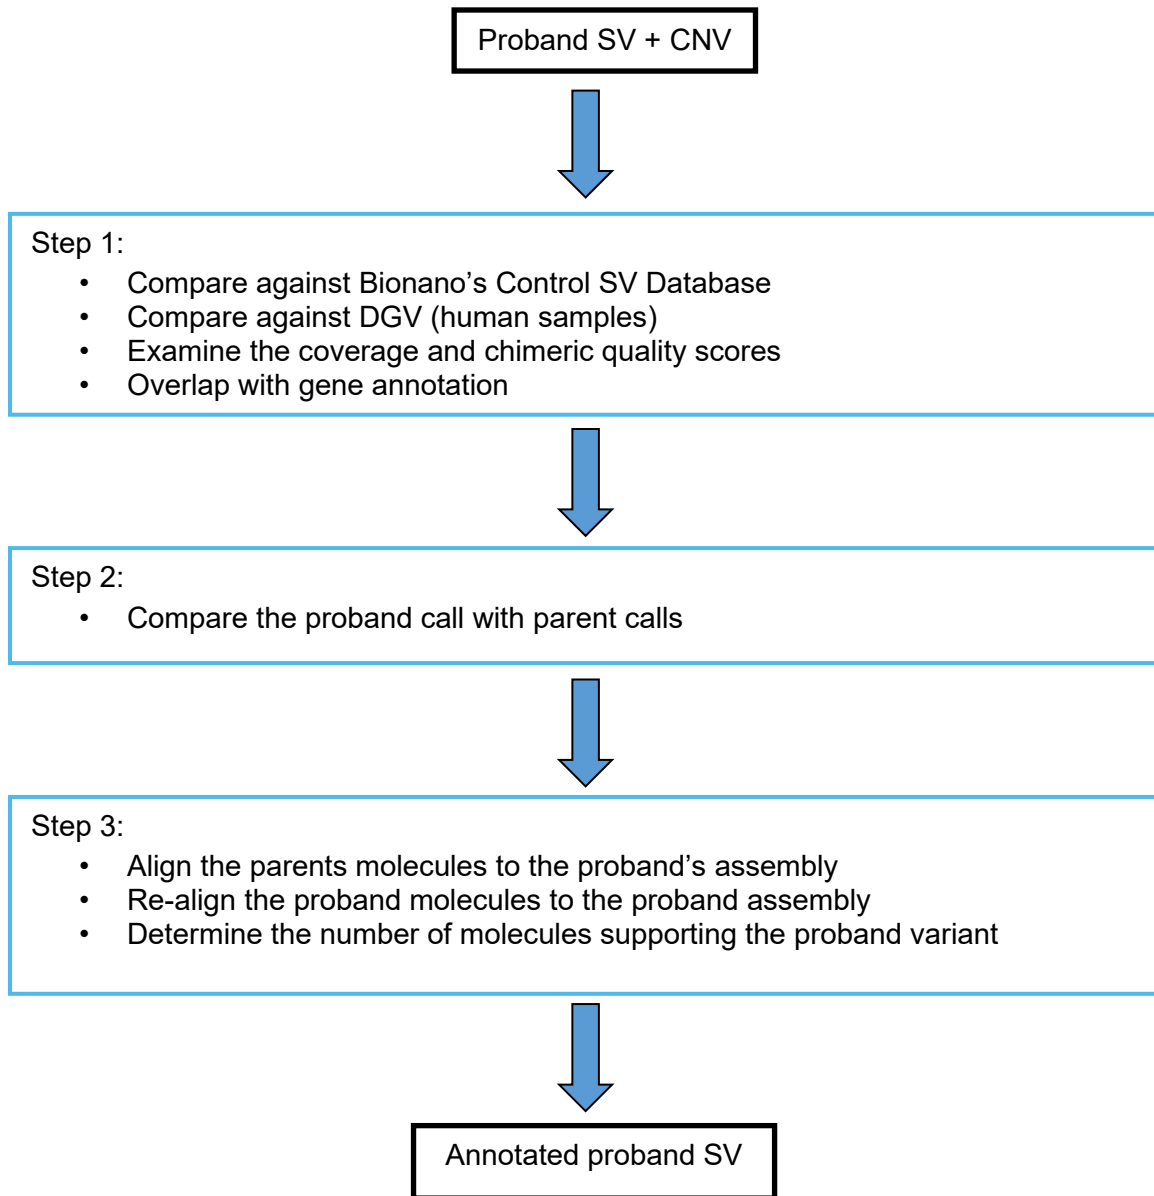 Proband SV + CNV
Step 1:
• Compare against Bionano’s Control SV Database
• Compare against DGV (human samples)
• Examine the coverage and chimeric quality scores
• Overlap with gene annotation
Step 2:
• Compare the proband call with parent calls
Step 3:
• Align the parents molecules to the proband’s assembly
• Re-align the proband molecules to the proband assembly
• Determine the number of molecules supporting the proband variant
Annotated proband SV